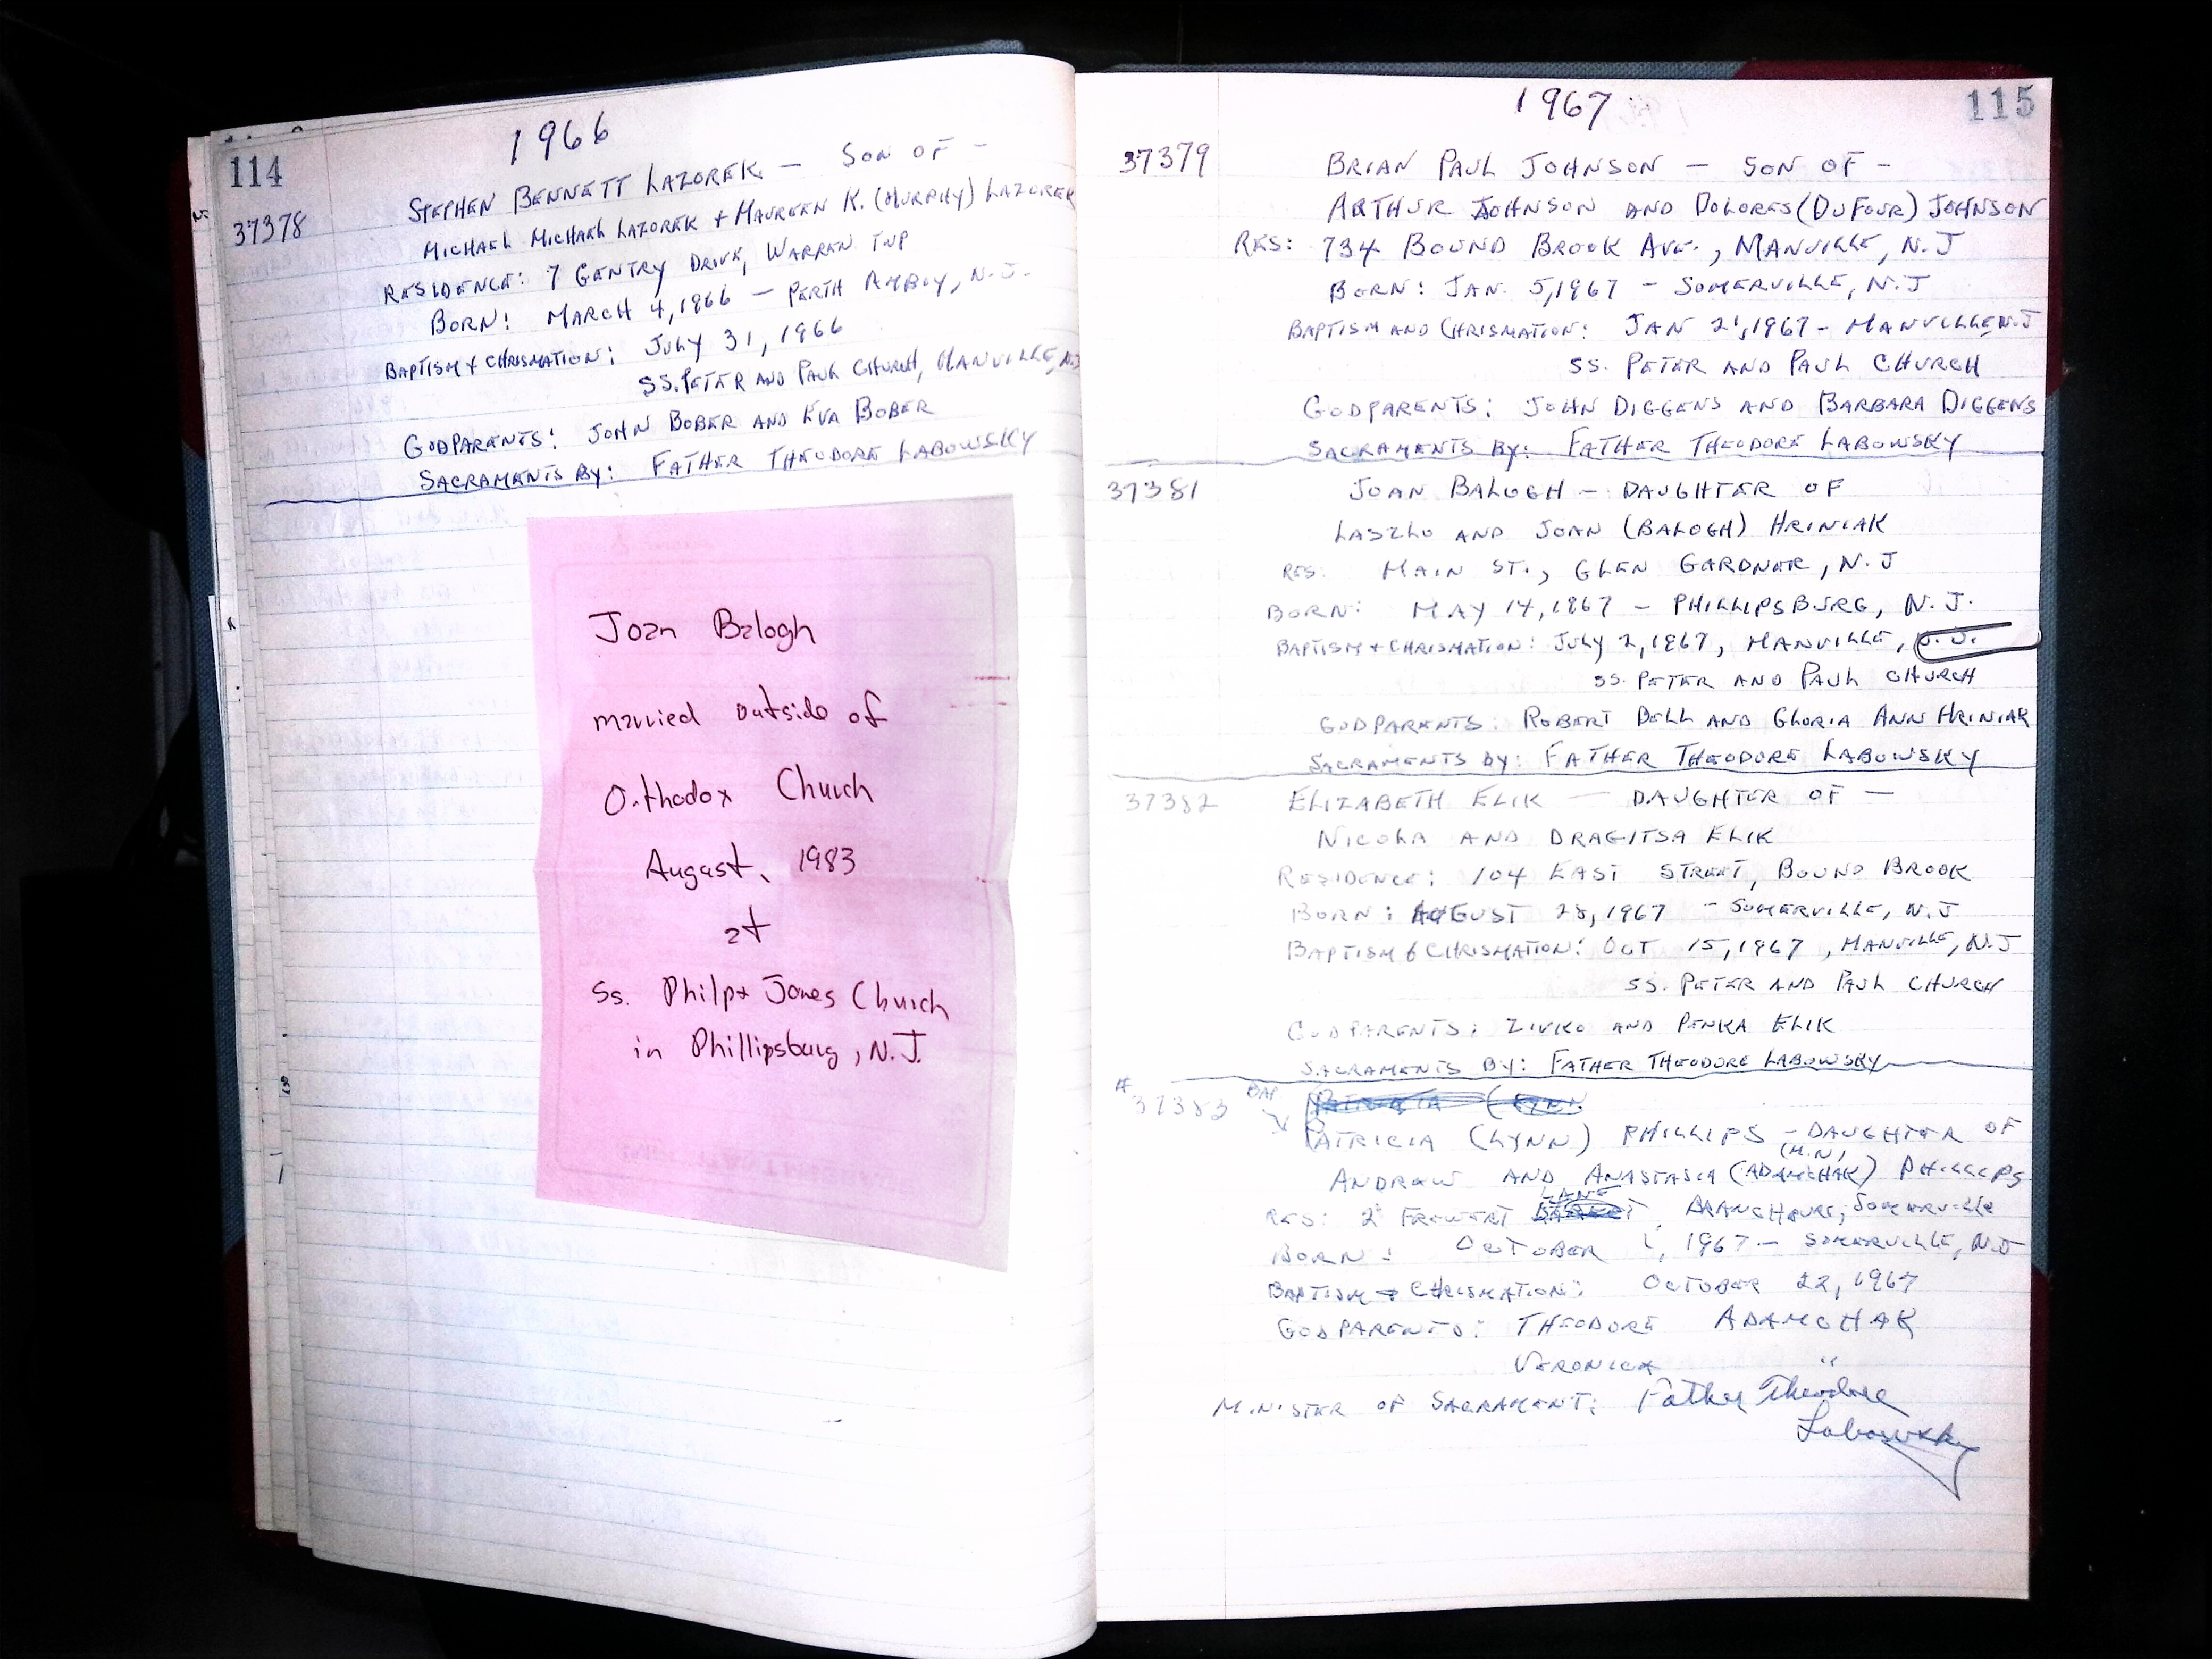 114
1966
37378
STEPHEN BENNETT LAZOREK - SON OF -
MICHAEL MICHAEL LAZOREK + MAUREEN K. (MURPHY) LAZOREK
RESIDENCE: 7 GENTRY DRIVE, WARREN TWP
BORN: MARCH 4, 1966 - PERTH AMBOY, N.J.
BAPTISM + CHRISMATION: JULY 31, 1966
SS. PETER AND PAUL CHURCH, MANVILLE, N.J.
GODPARENTS: JOHN BOBER AND EVA BOBER
SACRAMENTS BY: FATHER THEODORE LABOWSKY
Joan Balogh
married outside of
Orthodox Church
August, 1983
at
Ss. Philp + James Church
in Phillipsburg, N.J.
1967
115
37379
BRIAN PAUL JOHNSON - SON OF -
ARTHUR JOHNSON AND DOLORES (DUFOUR) JOHNSON
RES: 734 BOUND BROOK AVE., MANVILLE, N.J
BORN: JAN. 5, 1967 - SOMERVILLE, N.J
BAPTISM AND CHRISMATION: JAN 21, 1967 - MANVILLE N.J
SS. PETER AND PAUL CHURCH
GODPARENTS: JOHN DIGGENS AND BARBARA DIGGENS
SACRAMENTS BY: FATHER THEODORE LABOWSKY
37381
JOAN BALOGH - DAUGHTER OF
LASZLO AND JOAN (BALOGH) HRINIAK
RES. MAIN ST., GLEN GARDNER, N.J
BORN: MAY 14, 1967 - PHILLIPSBURG, N.J.
BAPTISM + CHRISMATION: JULY 2, 1967, MANVILLE, N.J.
SS. PETER AND PAUL CHURCH
GODPARENTS: ROBERT BELL AND GLORIA ANN HRINIAK
SACRAMENTS BY: FATHER THEODORE LABOWSKY
37382
ELIZABETH ELIK - DAUGHTER OF -
NICOLA AND DRAGITSA ELIK
RESIDENCE: 104 EAST STREET, BOUND BROOK
BORN: AUGUST 28, 1967 - SOMERVILLE, N.J
BAPTISM & CHRISMATION: OCT 15, 1967, MANVILLE, N.J
SS. PETER AND PAUL CHURCH
GODPARENTS: ZIVKO AND PENKA ELIK
SACRAMENTS BY: FATHER THEODORE LABOWSKY
# 37383
BAP.
PATRICIA (LYNN) PHILLIPS - DAUGHTER OF
(M.N)
ANDREW AND ANASTASIA (ADAMCHAK) PHILLIPS
LANE
RES: FREWERT SOMERVILLE
BORN: OCTOBER 1, 1967 - SOMERVILLE, N.J
BAPTISM + CHRISMATION: OCTOBER 22, 1967
GODPARENTS: THEODORE ADAMCHAK
VERONICA "
MINISTER OF SACRAMENT: Father Theodore
Labowsky